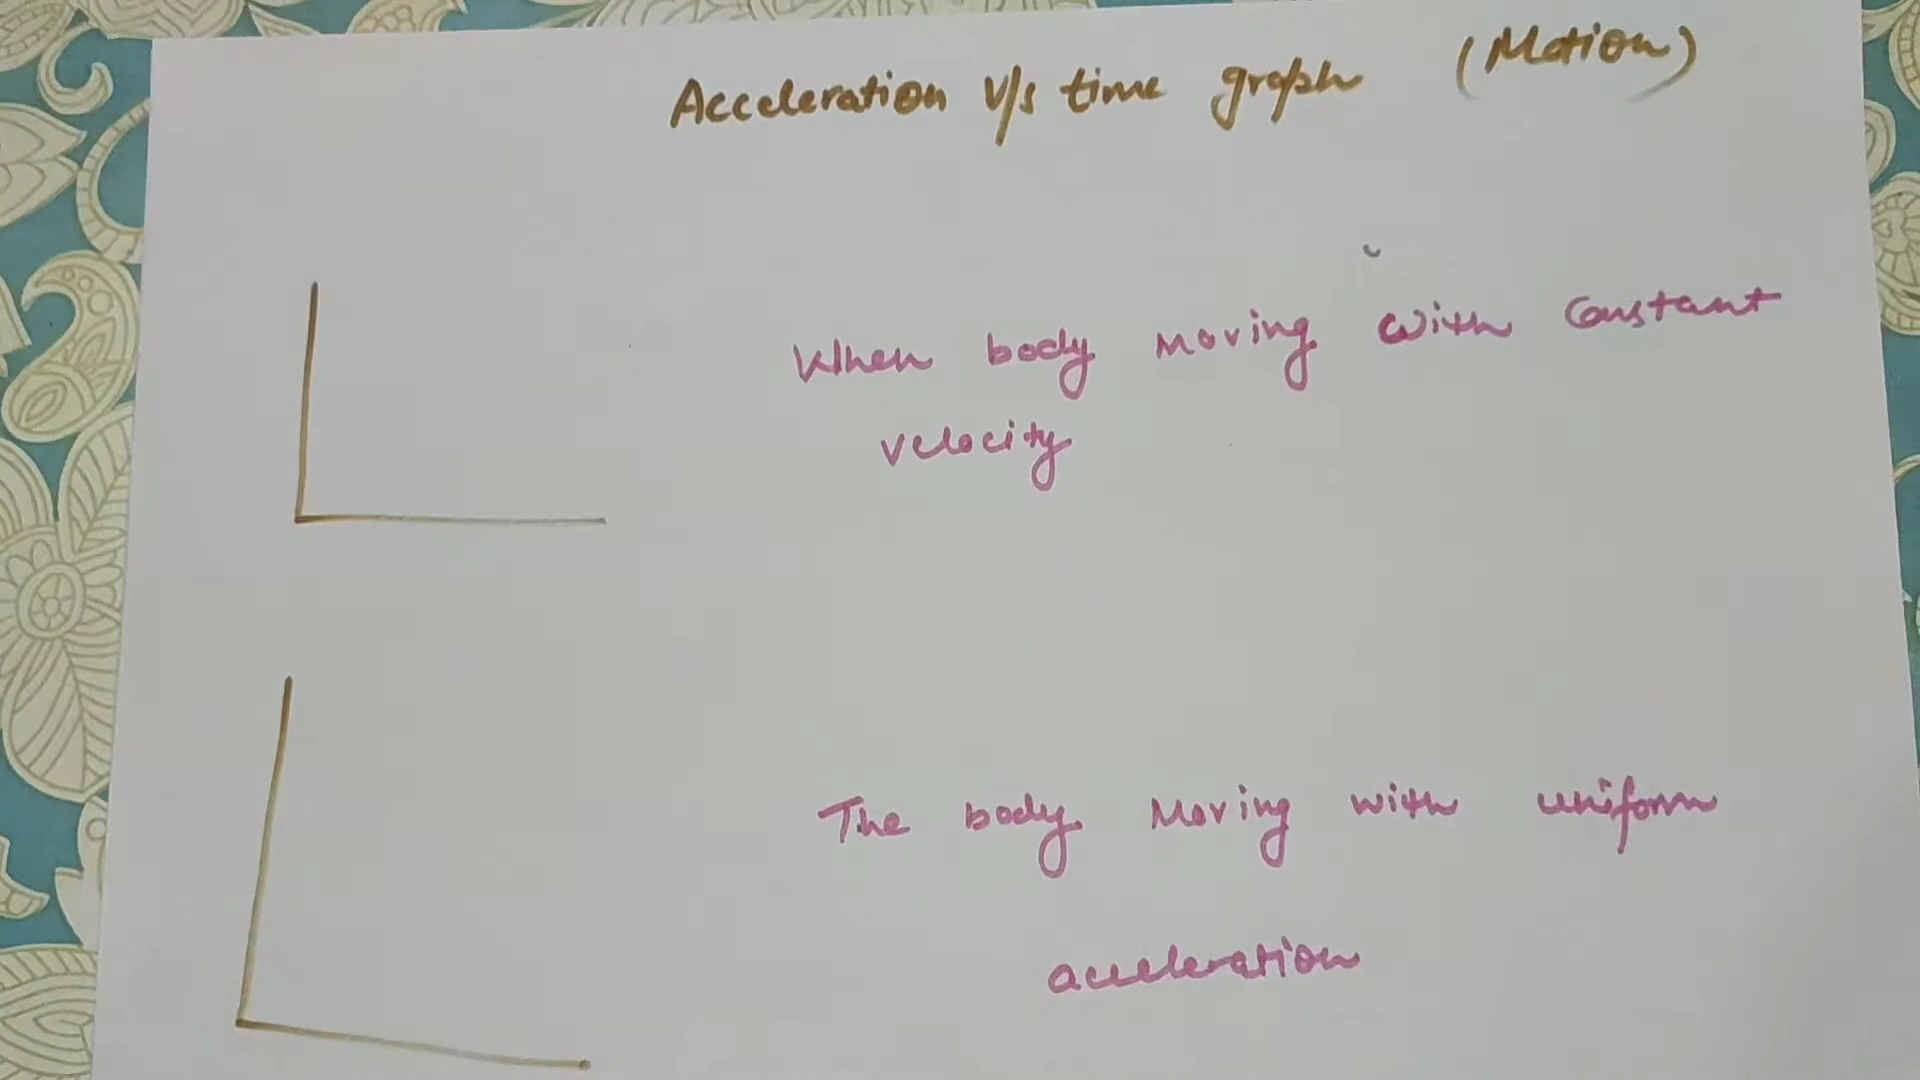 Acceleration v/s time graph (Motion)
When body moving with constant
velocity
The body moving with uniform
acceleration